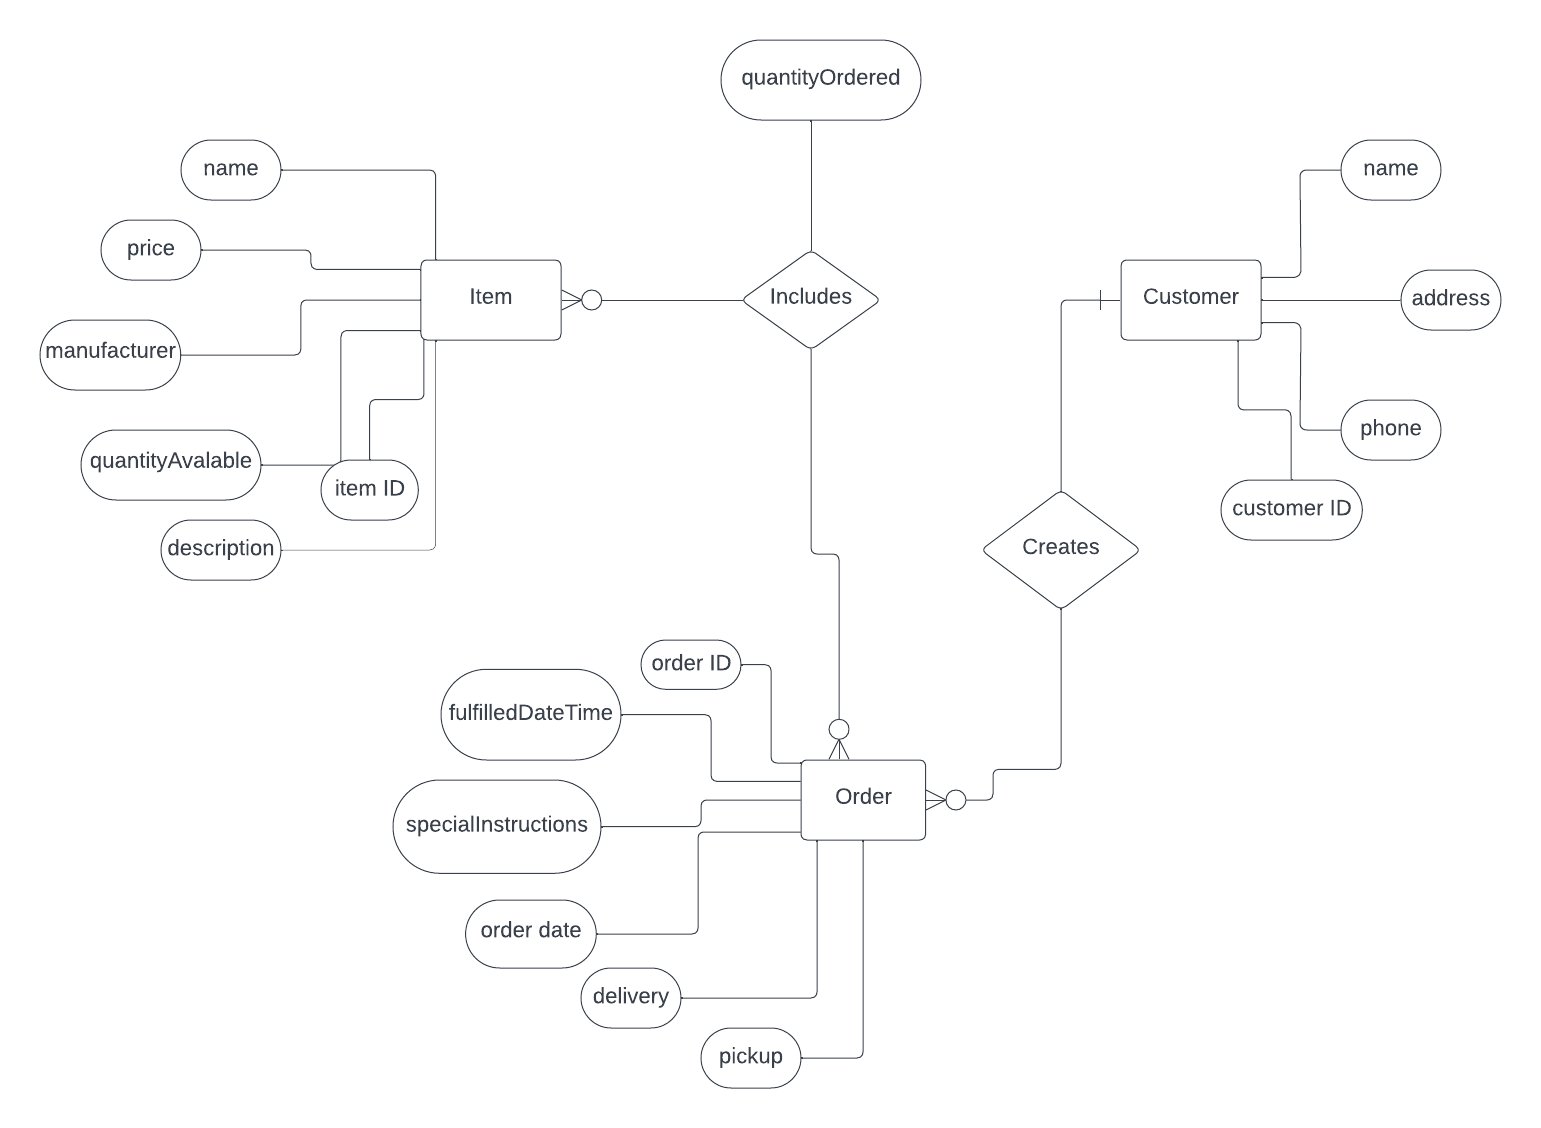 quantityOrdered
name
name
price
Item
Includes
Customer
address
manufacturer
phone
quantityAvalable
item ID
customer ID
description
Creates
order ID
fulfilledDateTime
Order
specialInstructions
order date
delivery
pickup